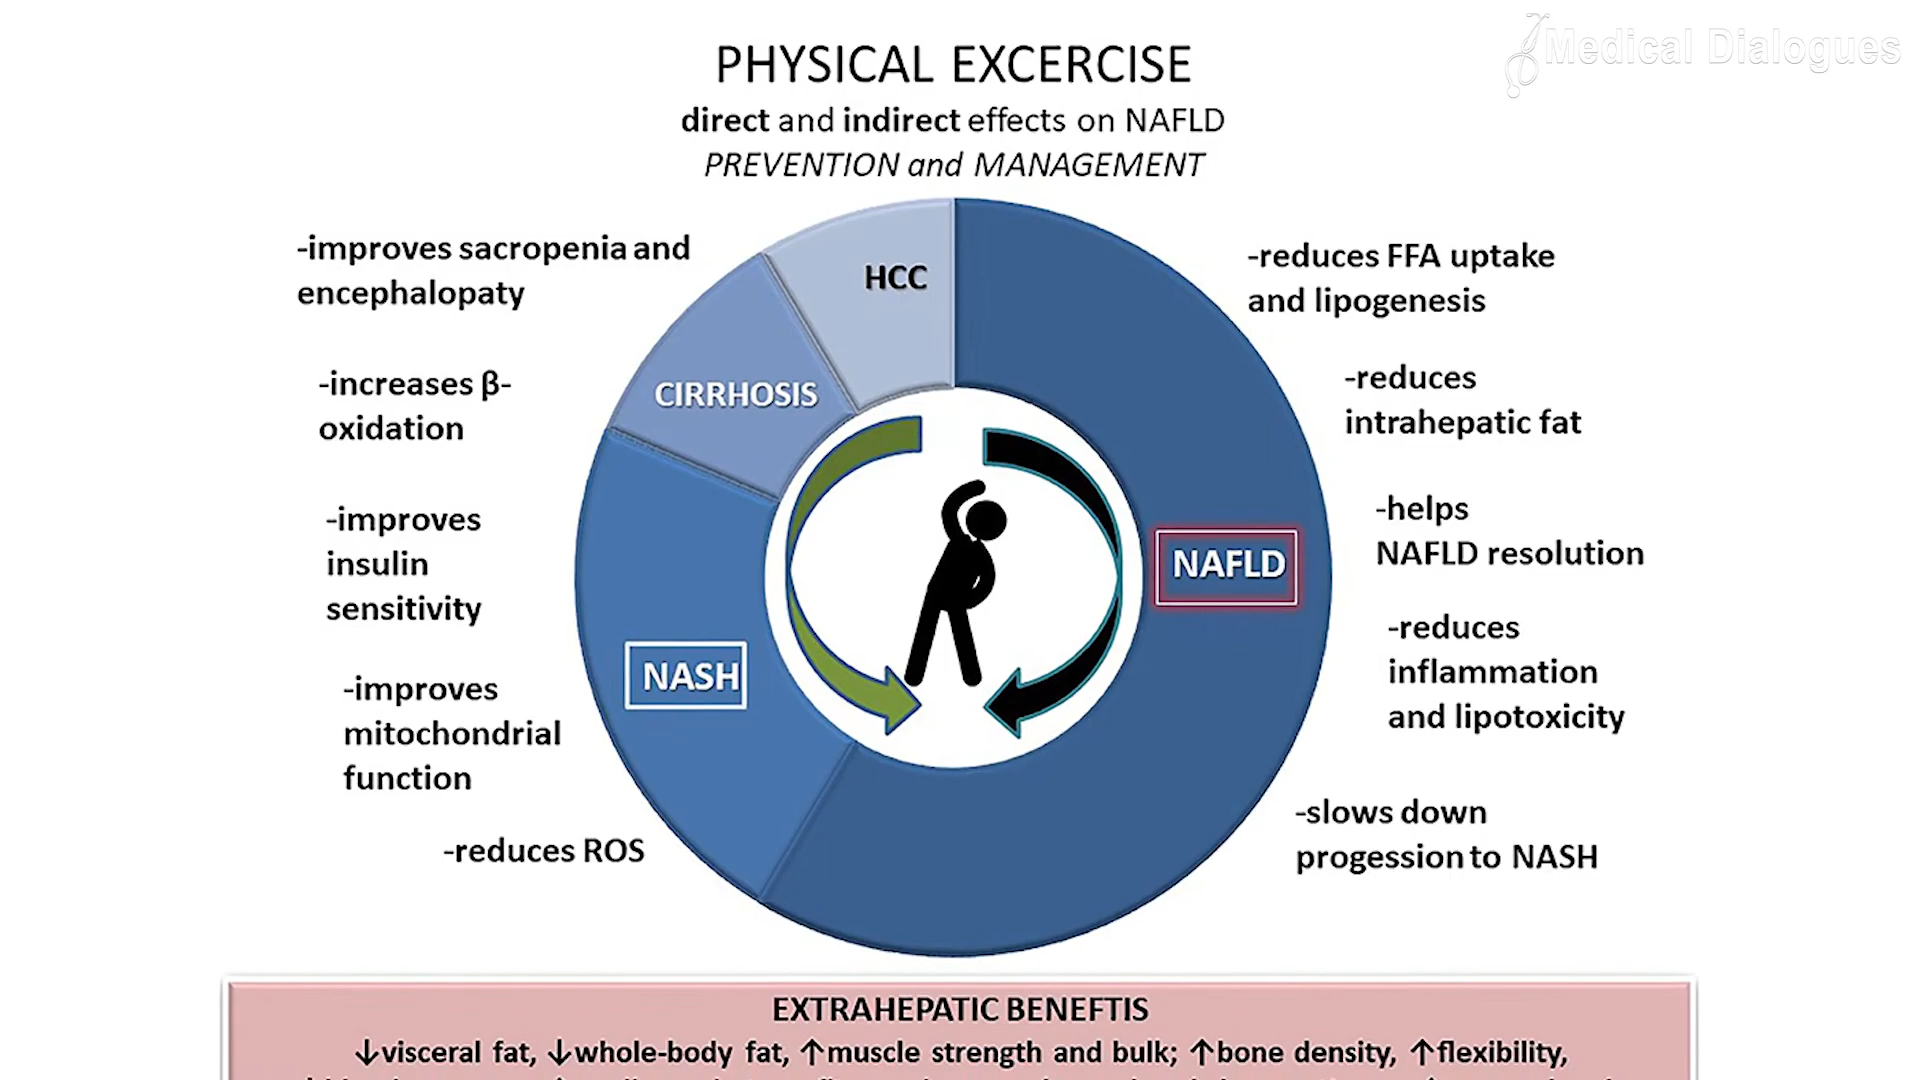 Medical Dialogues
PHYSICAL EXCERCISE
direct and indirect effects on NAFLD
PREVENTION and MANAGEMENT
-improves sacropenia and
encephalopaty
-increases β-
oxidation
-improves
insulin
sensitivity
-improves
mitochondrial
function
-reduces ROS
HCC
CIRRHOSIS
NASH
NAFLD
-reduces FFA uptake
and lipogenesis
-reduces
intrahepatic fat
-helps
NAFLD resolution
-reduces
inflammation
and lipotoxicity
-slows down
progession to NASH
EXTRAHEPATIC BENEFTIS
↓visceral fat, ↓whole-body fat, ↑muscle strength and bulk; ↑bone density, ↑flexibility,